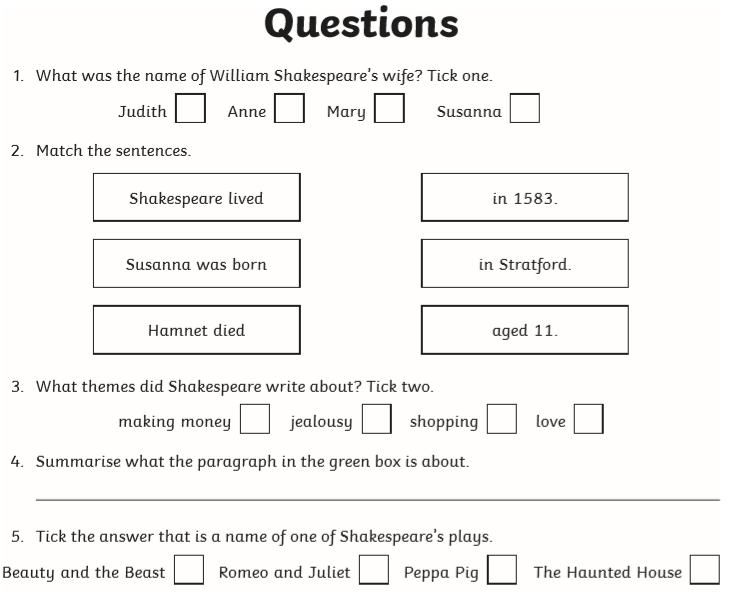 Questions
1. What was the name of William Shakespeare's wife? Tick one.
Judith Anne Mary Susanna
2. Match the sentences.
Shakespeare lived in 1583.
Susanna was born in Stratford.
Hamnet died aged 11.
3. What themes did Shakespeare write about? Tick two.
making money jealousy shopping love
4. Summarise what the paragraph in the green box is about.
5. Tick the answer that is a name of one of Shakespeare's plays.
Beauty and the Beast Romeo and Juliet Peppa Pig The Haunted House